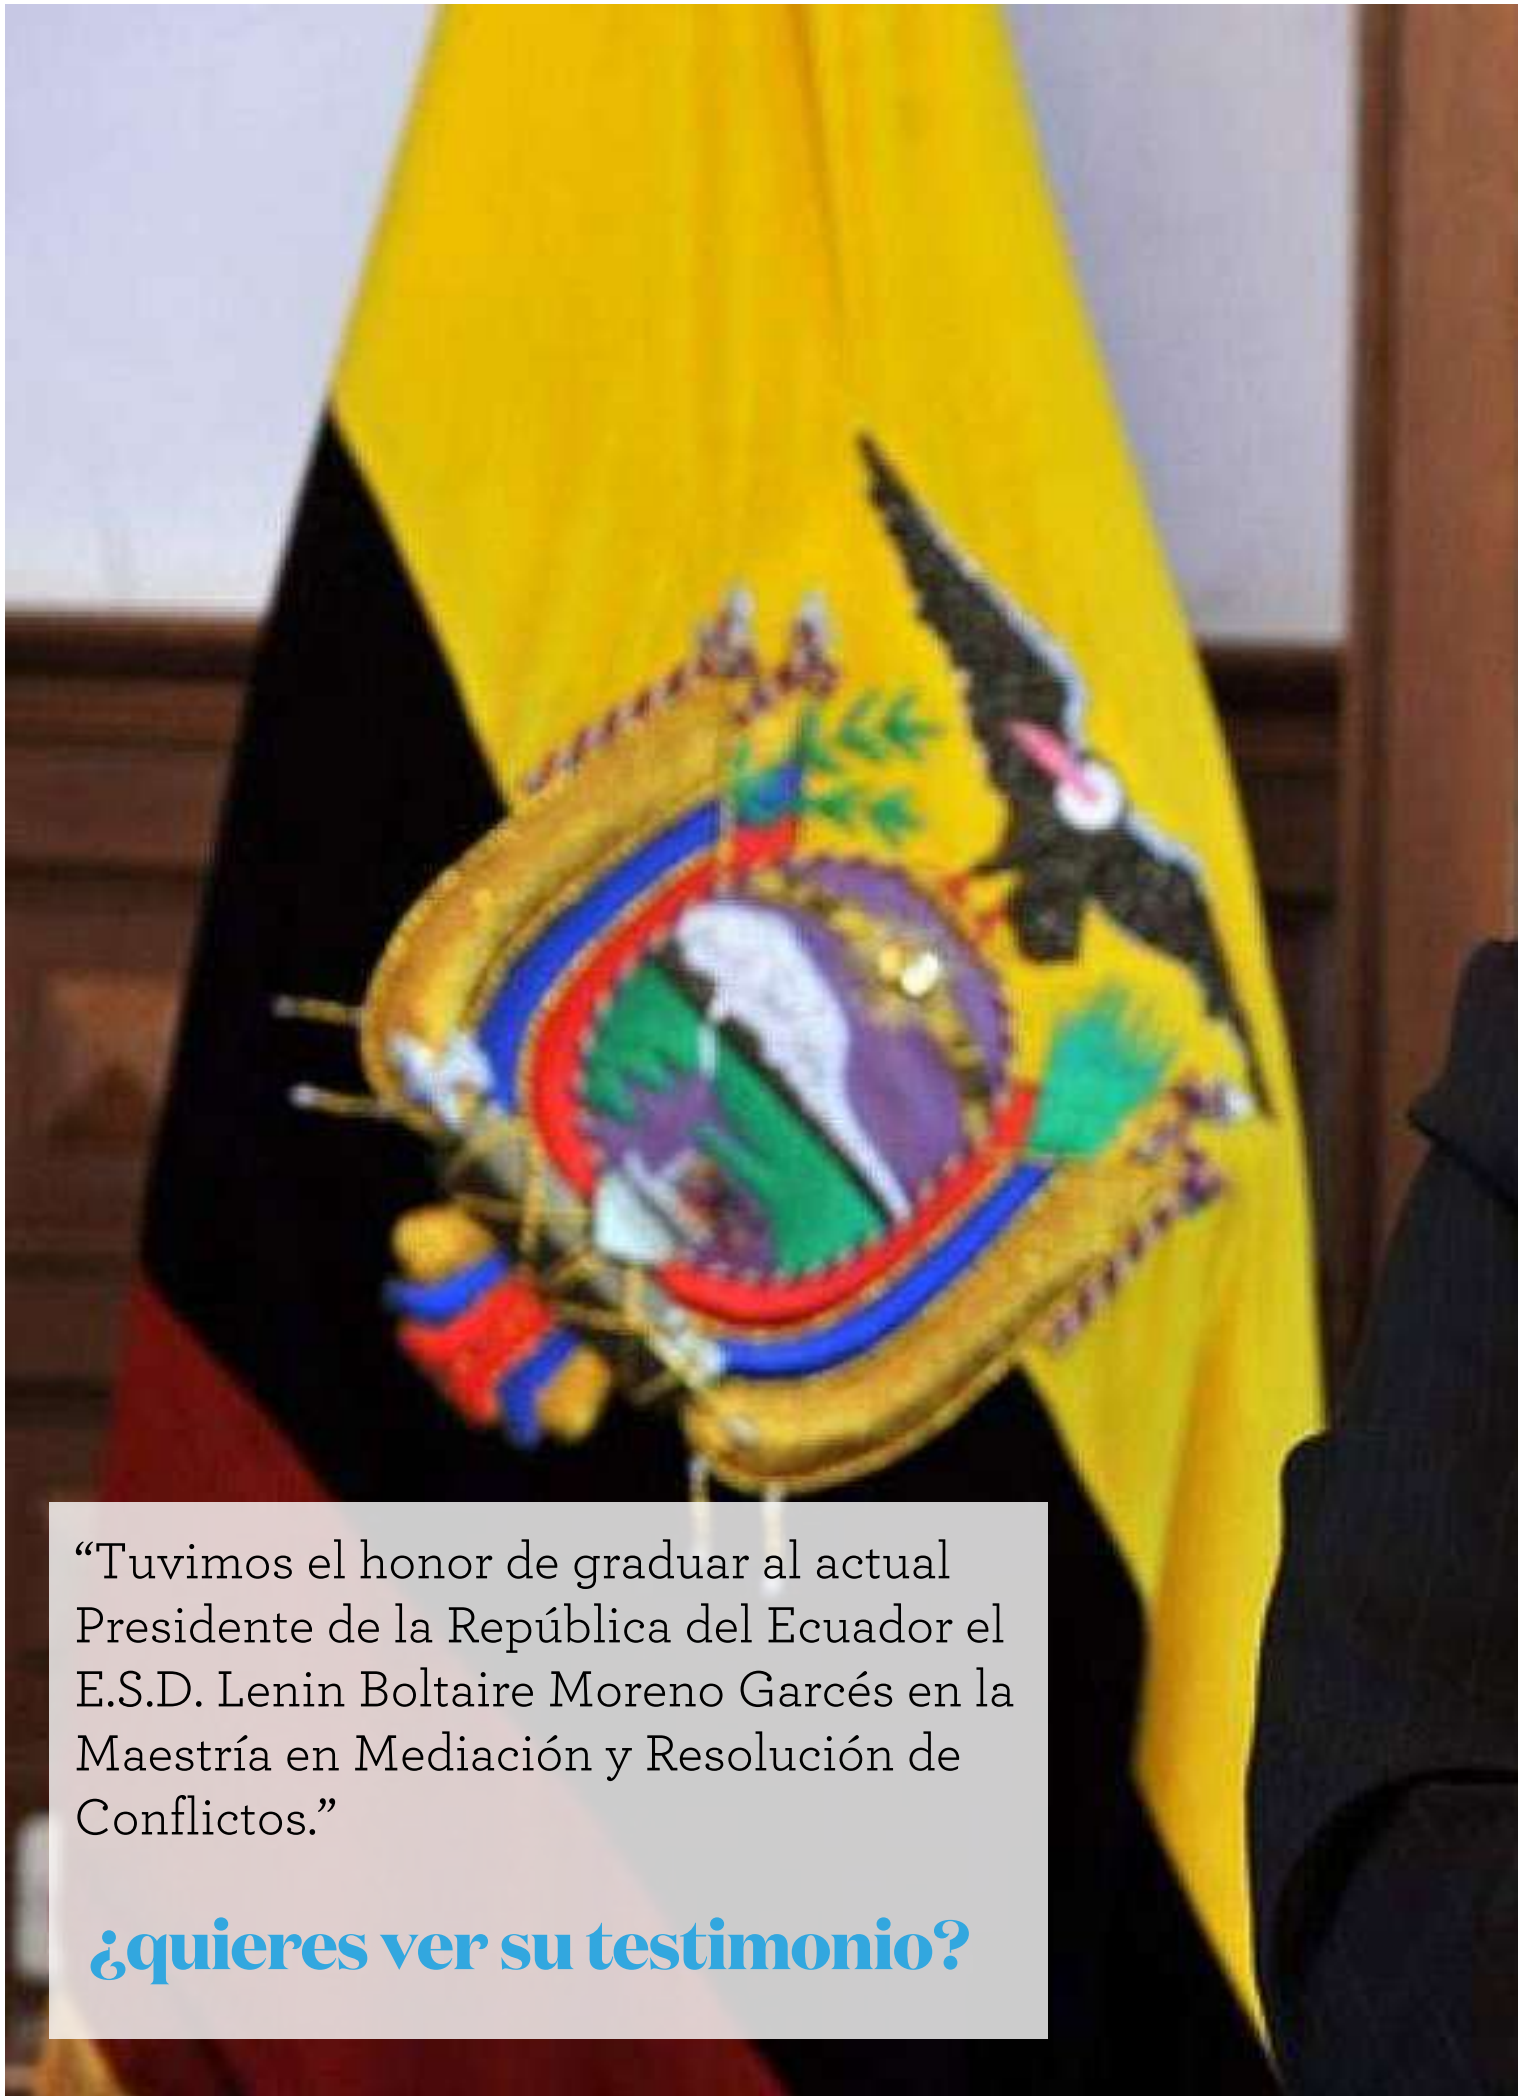 “Tuvimos el honor de graduar al actual
Presidente de la República del Ecuador el
E.S.D. Lenin Boltaire Moreno Garcés en la
Maestría en Mediación y Resolución de
Conflictos.”
¿quieres ver su testimonio?